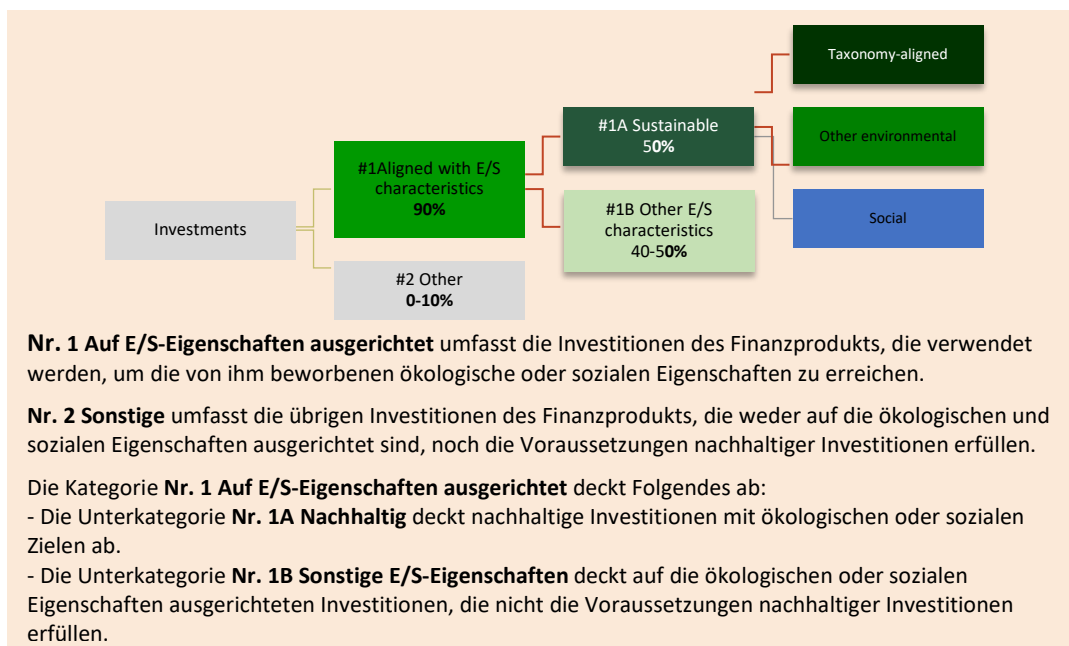 Taxonomy-aligned
#1A Sustainable
50%
Other environmental
#1Aligned with E/S
characteristics
90%
#1B Other E/S
characteristics
40-50%
Social
Investments
#2 Other
0-10%
Nr. 1 Auf E/S-Eigenschaften ausgerichtet umfasst die Investitionen des Finanzprodukts, die verwendet
werden, um die von ihm beworbenen ökologische oder sozialen Eigenschaften zu erreichen.
Nr. 2 Sonstige umfasst die übrigen Investitionen des Finanzprodukts, die weder auf die ökologischen und
sozialen Eigenschaften ausgerichtet sind, noch die Voraussetzungen nachhaltiger Investitionen erfüllen.
Die Kategorie Nr. 1 Auf E/S-Eigenschaften ausgerichtet deckt Folgendes ab:
- Die Unterkategorie Nr. 1A Nachhaltig deckt nachhaltige Investitionen mit ökologischen oder sozialen
Zielen ab.
- Die Unterkategorie Nr. 1B Sonstige E/S-Eigenschaften deckt auf die ökologischen oder sozialen
Eigenschaften ausgerichteten Investitionen, die nicht die Voraussetzungen nachhaltiger Investitionen
erfüllen.